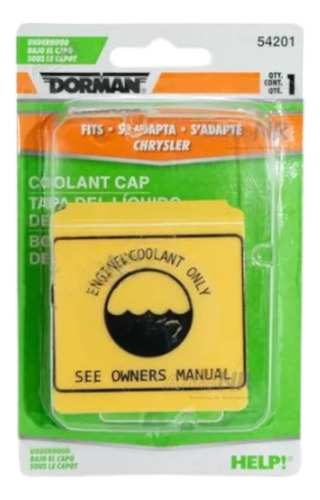 UNDERHOOD
BAJO EL CAPO
SOUS LE CAPOT
54201
DORMAN
QTY.
CONT.
QTÉ.
1
FITS • SE ADAPTA • S'ADAPTE
CHRYSLER
COOLANT CAP
TAPA DEL LÍQUIDO
DE
BO
DE
ENGINE COOLANT ONLY
SEE OWNERS MANUAL
UNDERHOOD
BAJO EL CAPO
SOUS LE CAPOT
HELP!